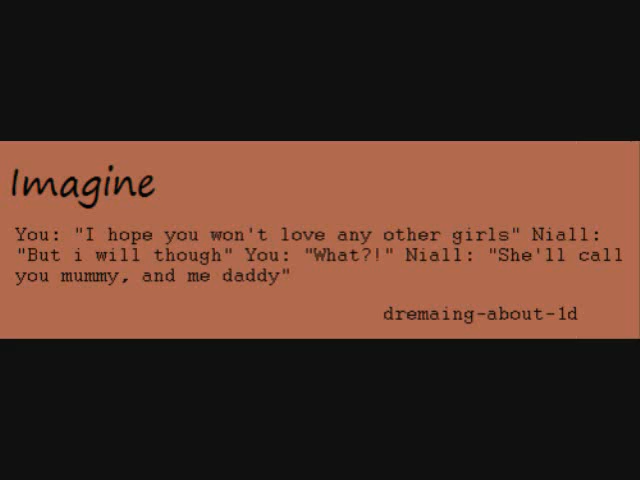 Imagine
You: "I hope you won't love any other girls" Niall:
"But i will though" You: "What?!" Niall: "She'll call
you mummy, and me daddy"
dremaing-about-1d